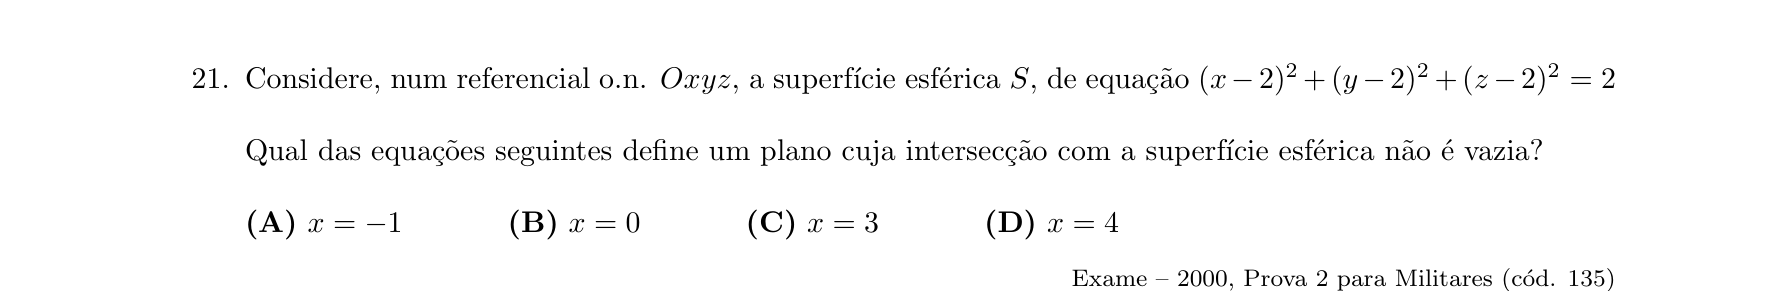 21. Considere, num referencial o.n. Oxyz, a superfície esférica S, de equação (x − 2)² + (y − 2)² + (z − 2)² = 2
Qual das equações seguintes define um plano cuja intersecção com a superfície esférica não é vazia?
(A) x = −1 (B) x = 0 (C) x = 3 (D) x = 4
Exame – 2000, Prova 2 para Militares (cód. 135)